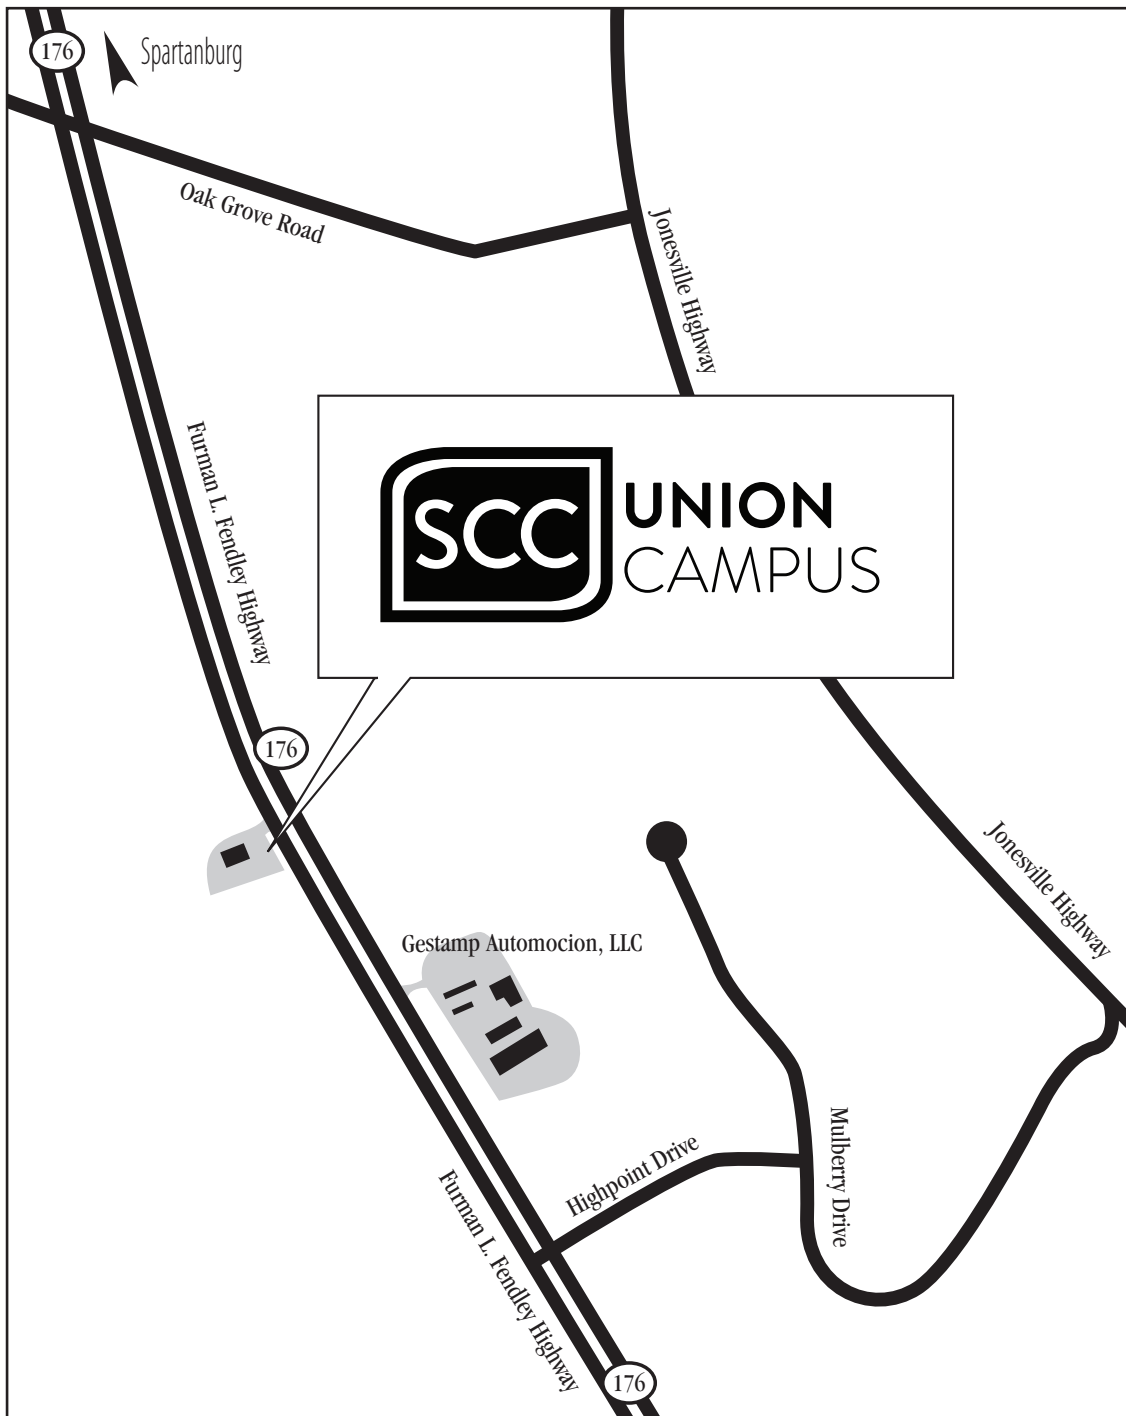 176
Spartanburg
Oak Grove Road
Jonesville Highway
Furman L. Fendley Highway
SCC
UNION
CAMPUS
176
Jonesville Highway
Gestamp Automocion, LLC
Mulberry Drive
Highpoint Drive
Furman L. Fendley Highway
176